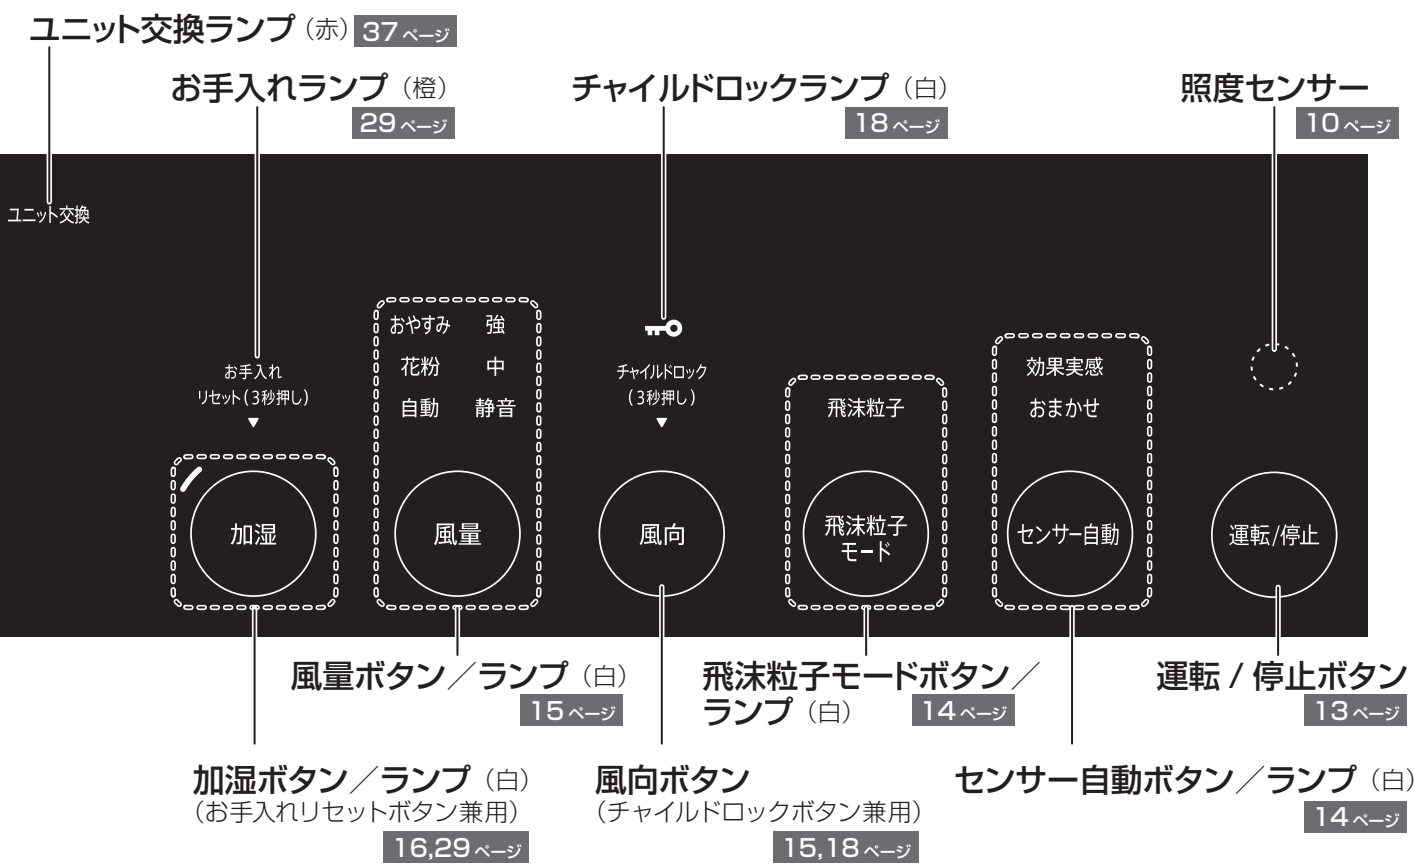 ユニット交換ランプ（赤）37ページ
お手入れランプ（橙）
29ページ
チャイルドロックランプ（白）
18ページ
照度センサー
10ページ
ユニット交換
お手入れ
リセット(3秒押し)
▼
加湿
おやすみ 強
花粉 中
自動 静音
風量
チャイルドロック
(3秒押し)
▼
風向
飛沫粒子
飛沫粒子
モード
効果実感
おまかせ
センサー自動
運転/停止
風量ボタン／ランプ（白）
15ページ
飛沫粒子モードボタン／
ランプ（白） 14ページ
運転 / 停止ボタン
13ページ
加湿ボタン／ランプ（白）
（お手入れリセットボタン兼用）
16,29ページ
風向ボタン
（チャイルドロックボタン兼用）
15,18ページ
センサー自動ボタン／ランプ（白）
14ページ